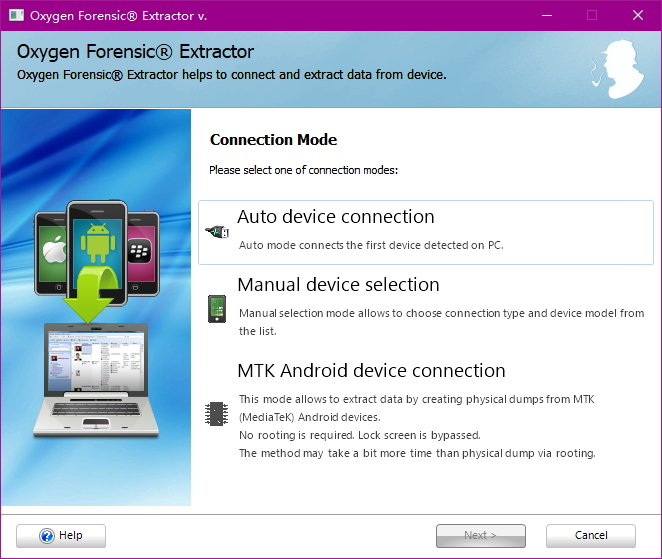 Oxygen Forensic® Extractor v.
Oxygen Forensic® Extractor
Oxygen Forensic® Extractor helps to connect and extract data from device.
Connection Mode
Please select one of connection modes:
Auto device connection
Auto mode connects the first device detected on PC.
Manual device selection
Manual selection mode allows to choose connection type and device model from
the list.
MTK Android device connection
This mode allows to extract data by creating physical dumps from MTK
(MediaTeK) Android devices.
No rooting is required. Lock screen is bypassed.
The method may take a bit more time than physical dump via rooting.
Help
Next >
Cancel